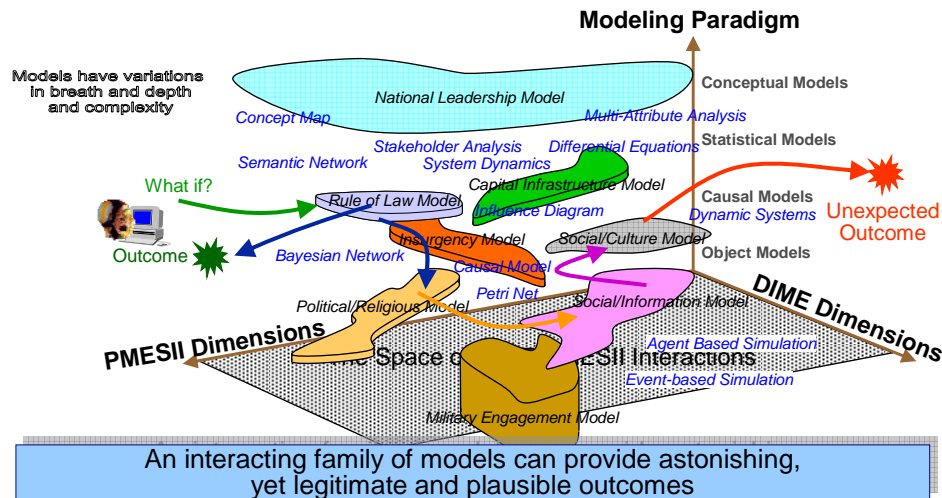 Modeling Paradigm
Models have variations
in breath and depth
and complexity
Conceptual Models
National Leadership Model
Concept Map
Multi-Attribute Analysis
Stakeholder Analysis
Differential Equations
Statistical Models
Semantic Network
System Dynamics
What if?
Capital Infrastructure Model
Rule of Law Model
Causal Models
Influence Diagram
Dynamic Systems
Unexpected
Outcome
Insurgency Model
Social/Culture Model
Outcome
Bayesian Network
Object Models
Causal Model
Petri Net
Political/Religious Model
Social/Information Model
DIME Dimensions
PMESII Dimensions
Space
Interactions
Agent Based Simulation
Event-based Simulation
Military Engagement Model
An interacting family of models can provide astonishing,
yet legitimate and plausible outcomes